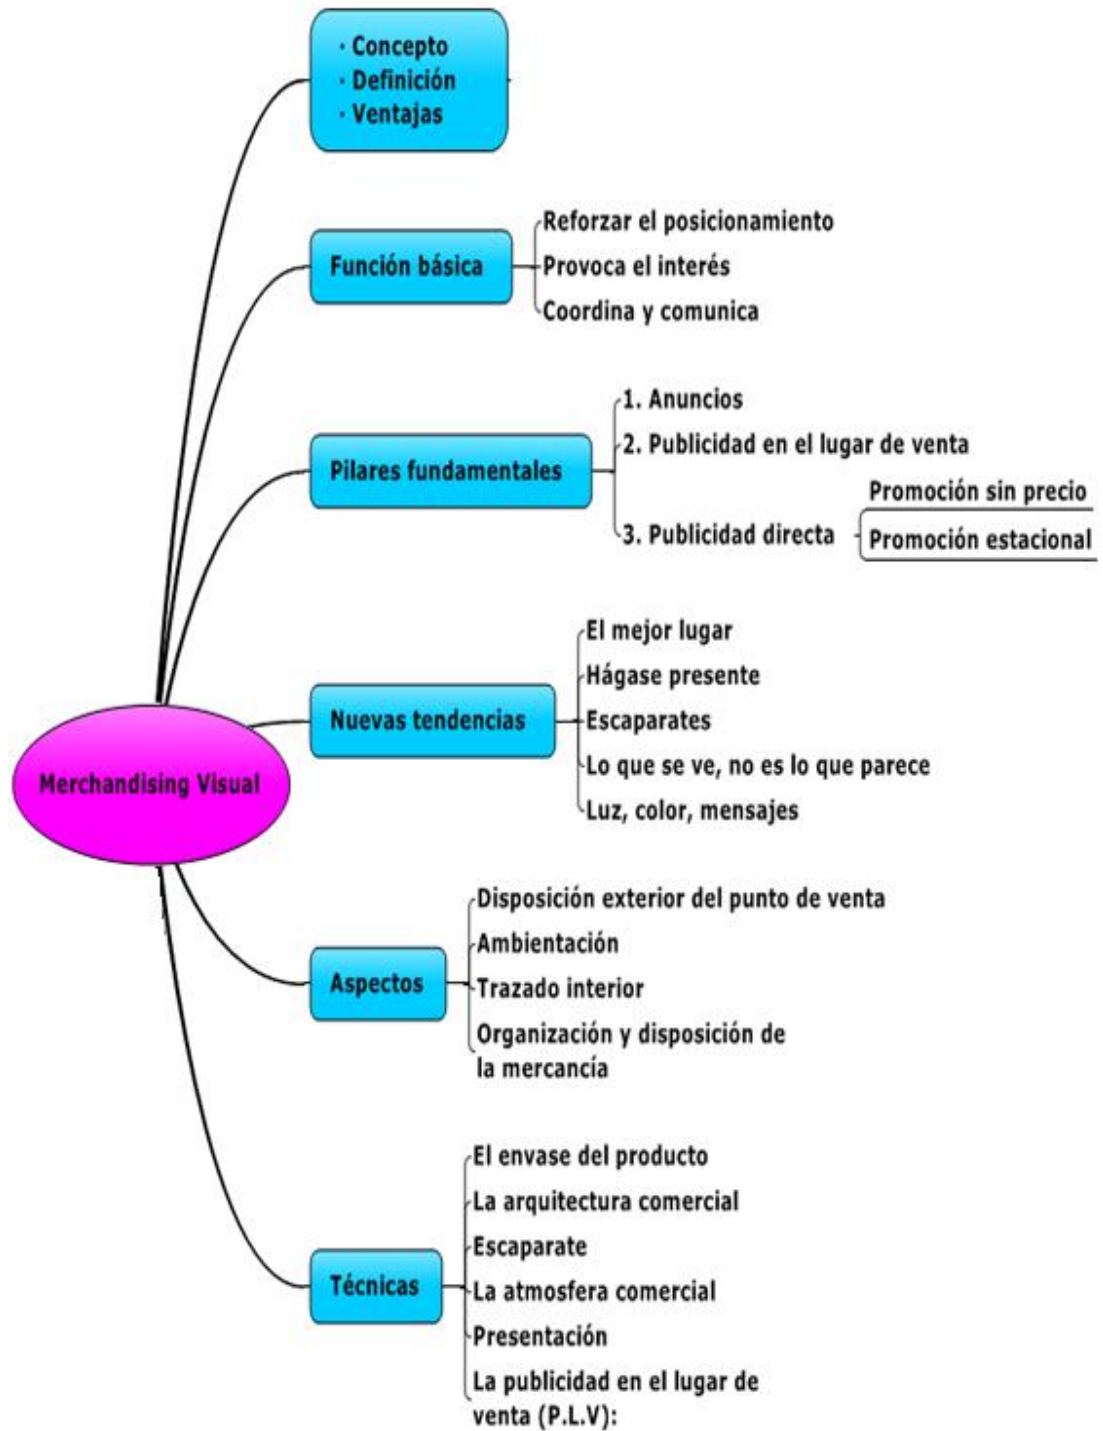 · Concepto
· Definición
· Ventajas
Función básica
Reforzar el posicionamiento
Provoca el interés
Coordina y comunica
Pilares fundamentales
1. Anuncios
2. Publicidad en el lugar de venta
3. Publicidad directa
Promoción sin precio
Promoción estacional
Nuevas tendencias
El mejor lugar
Hágase presente
Escaparates
Lo que se ve, no es lo que parece
Luz, color, mensajes
Merchandising Visual
Aspectos
Disposición exterior del punto de venta
Ambientación
Trazado interior
Organización y disposición de
la mercancía
Técnicas
El envase del producto
La arquitectura comercial
Escaparate
La atmosfera comercial
Presentación
La publicidad en el lugar de
venta (P.L.V):